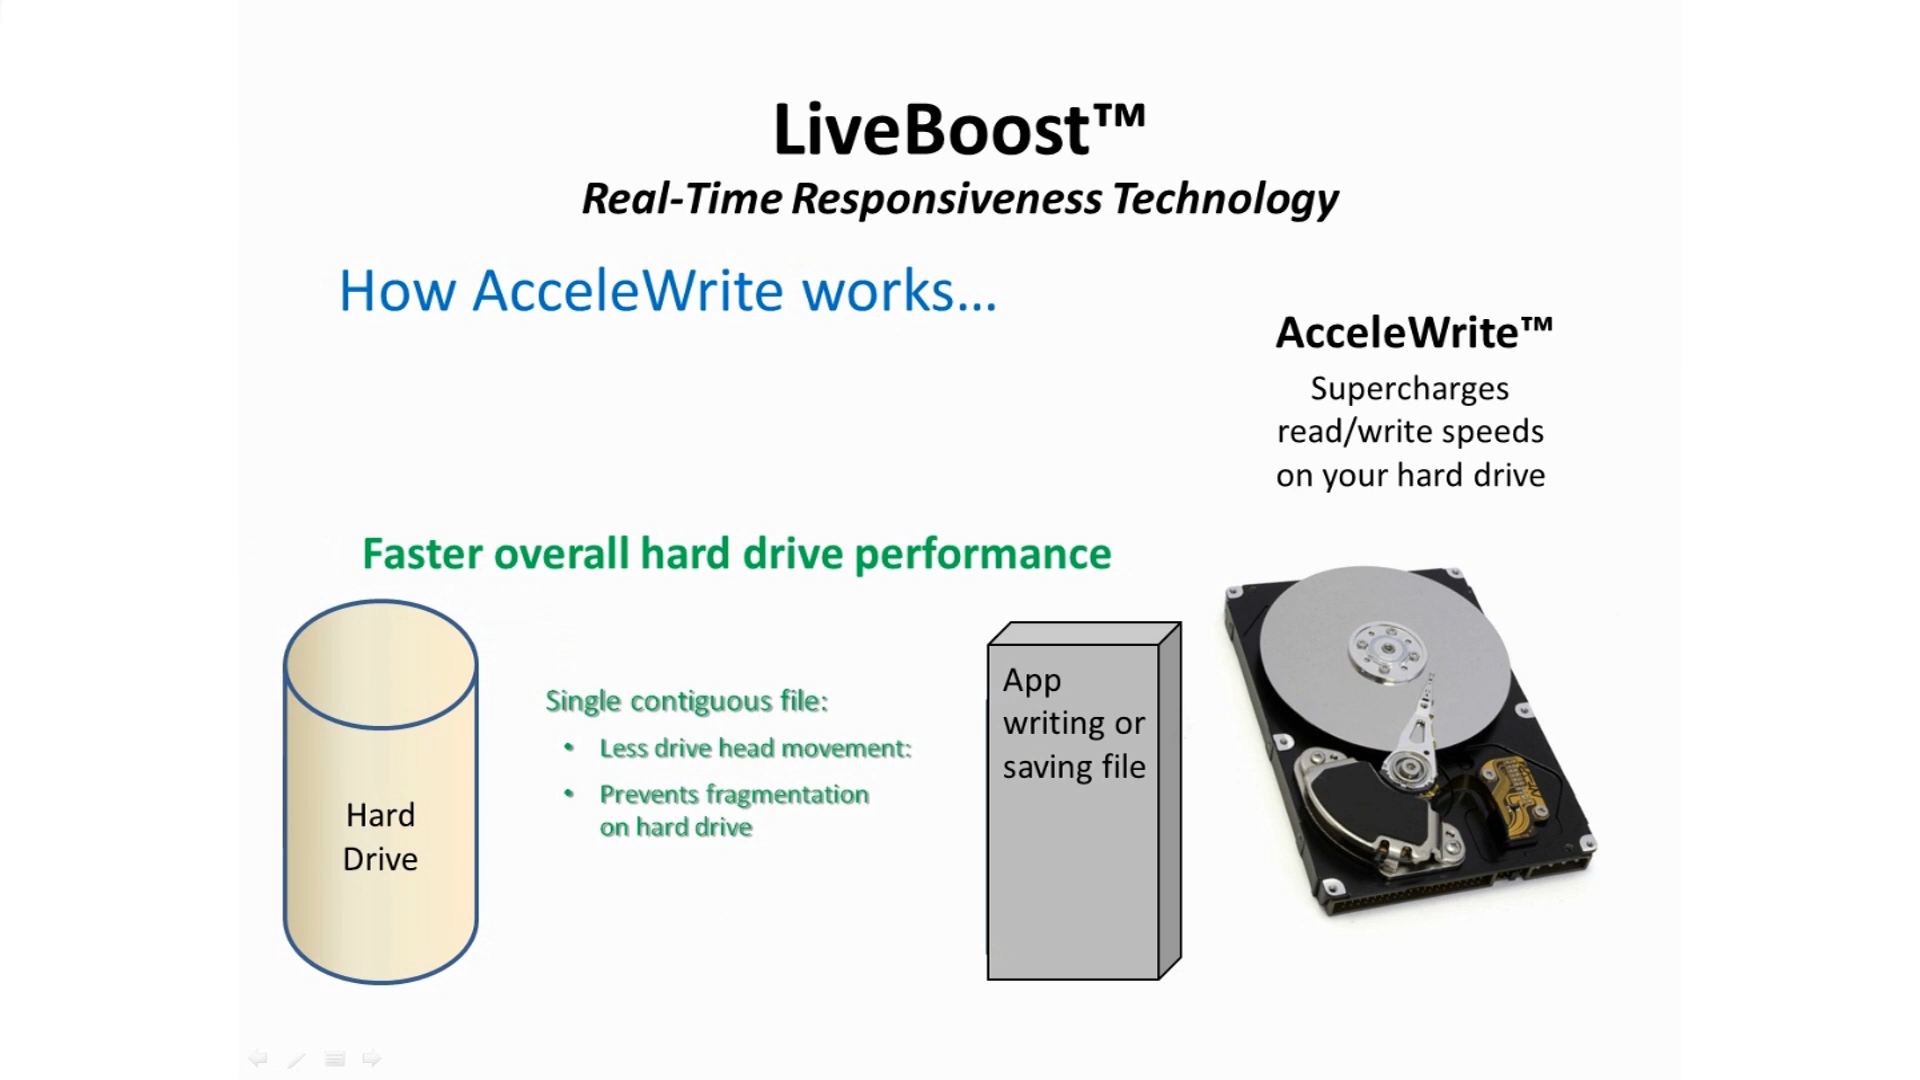 LiveBoost™
Real-Time Responsiveness Technology
How AcceleWrite works...
AcceleWrite™
Supercharges
read/write speeds
on your hard drive
Faster overall hard drive performance
Hard
Drive
Single contiguous file:
• Less drive head movement:
• Prevents fragmentation
on hard drive
App
writing or
saving file